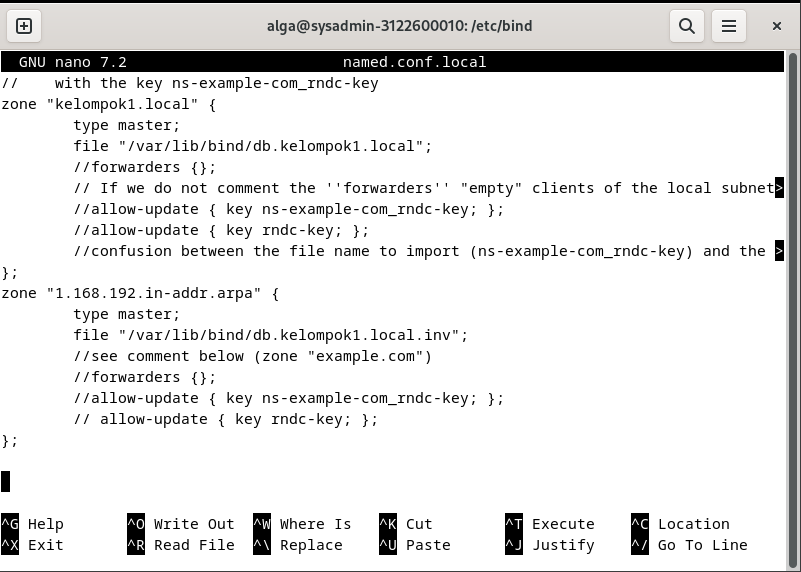 alga@sysadmin-3122600010: /etc/bind
GNU nano 7.2 named.conf.local
//    with the key ns-example-com_rndc-key
zone "kelompok1.local" {
        type master;
        file "/var/lib/bind/db.kelompok1.local";
        //forwarders {};
        // If we do not comment the ''forwarders'' "empty" clients of the local subnet>
        //allow-update { key ns-example-com_rndc-key; };
        //allow-update { key rndc-key; };
        //confusion between the file name to import (ns-example-com_rndc-key) and the >
};
zone "1.168.192.in-addr.arpa" {
        type master;
        file "/var/lib/bind/db.kelompok1.local.inv";
        //see comment below (zone "example.com")
        //forwarders {};
        //allow-update { key ns-example-com_rndc-key; };
        // allow-update { key rndc-key; };
};
^G Help ^O Write Out ^W Where Is ^K Cut ^T Execute ^C Location
^X Exit ^R Read File ^\ Replace ^U Paste ^J Justify ^/ Go To Line